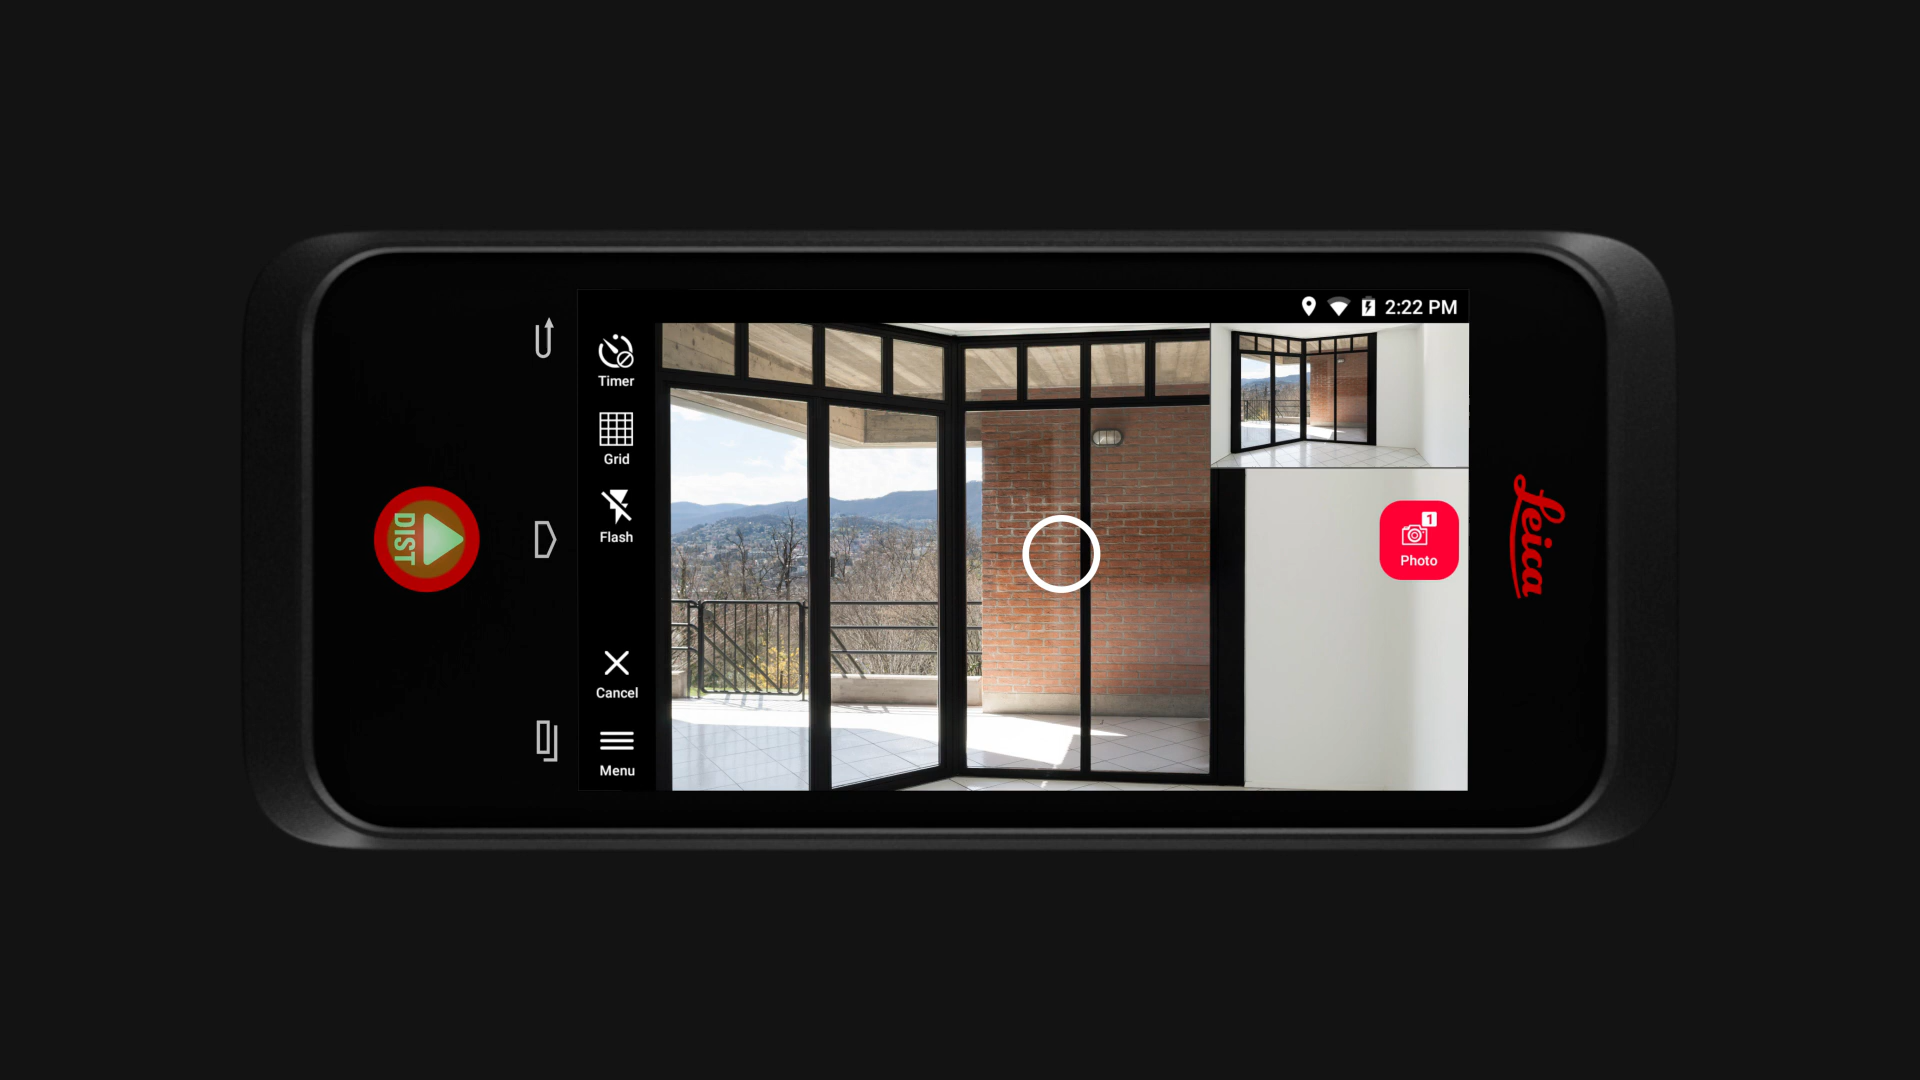 2:22 PM
Timer
Grid
Flash
DIST
1
Photo
Leica
Cancel
Menu